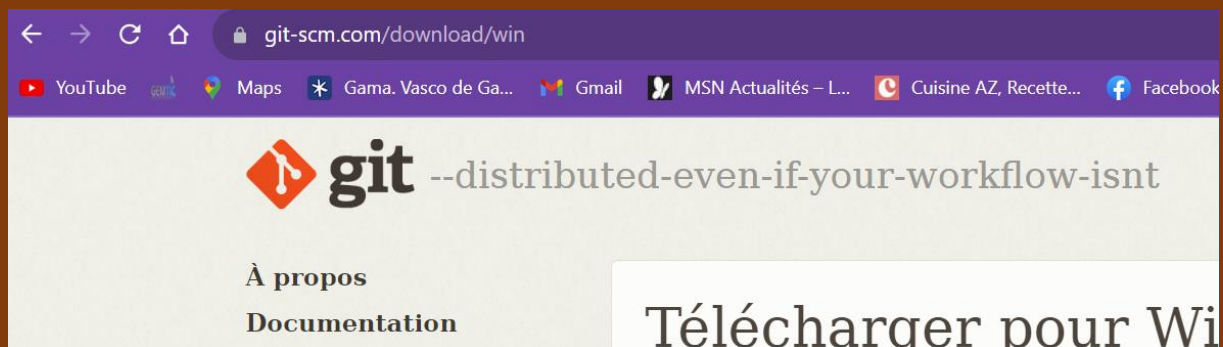 git-scm.com/download/win
YouTube GEMTIC Maps Gama. Vasco de Ga... Gmail MSN Actualités – L... Cuisine AZ, Recette... Facebook
git --distributed-even-if-your-workflow-isnt
À propos
Documentation
Télécharger pour Wi